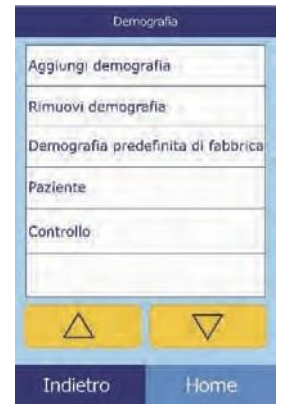 Demografia
Aggiungi demografia
Rimuovi demografia
Demografia predefinita di fabbrica
Paziente
Controllo
Indietro Home